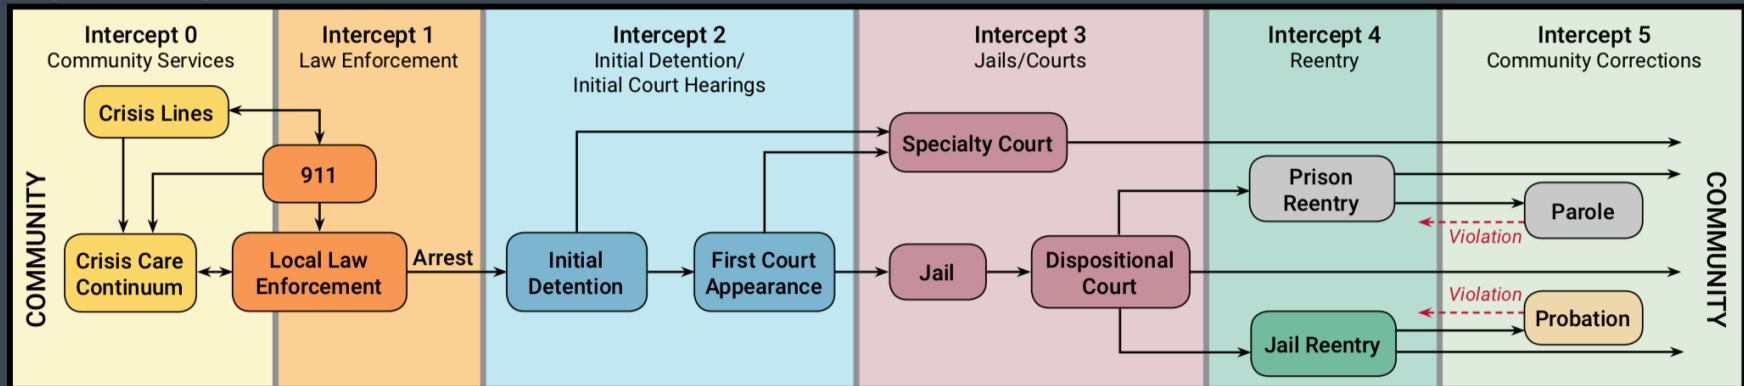 Intercept 0
Community Services
Intercept 1
Law Enforcement
Intercept 2
Initial Detention/
Initial Court Hearings
Intercept 3
Jails/Courts
Intercept 4
Reentry
Intercept 5
Community Corrections
COMMUNITY
Crisis Lines
911
Crisis Care
Continuum
Local Law
Enforcement
Arrest
Initial
Detention
First Court
Appearance
Specialty Court
Jail
Dispositional
Court
Prison
Reentry
Jail Reentry
Parole
Violation
Violation
Probation
COMMUNITY